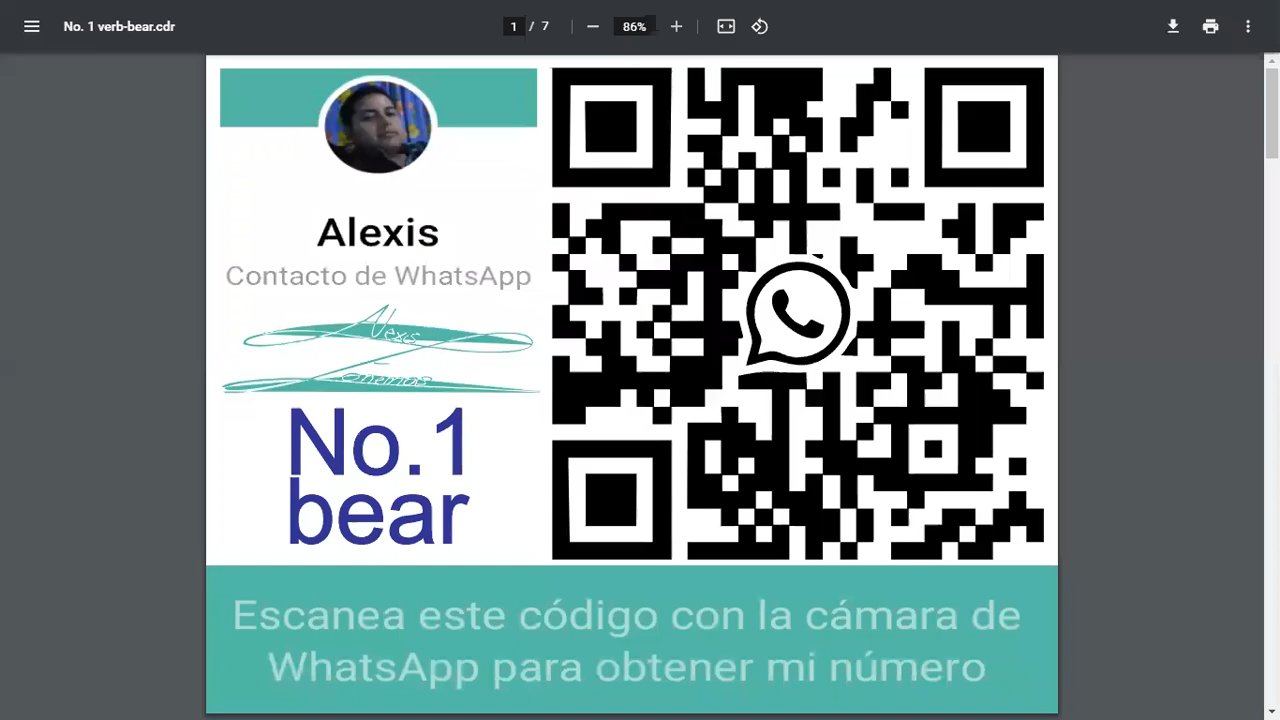 No. 1 verb-bear.cdr
1 / 7
86%
Alexis
Contacto de WhatsApp
Alexis
No.1
bear
Escanea este código con la cámara de
WhatsApp para obtener mi número